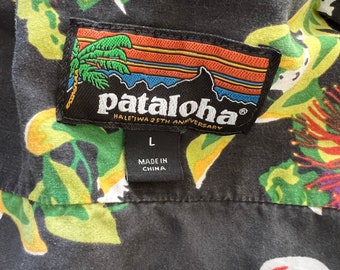 pataloha®
HALE'IWA 25TH ANNIVERSARY
L
MADE IN
CHINA